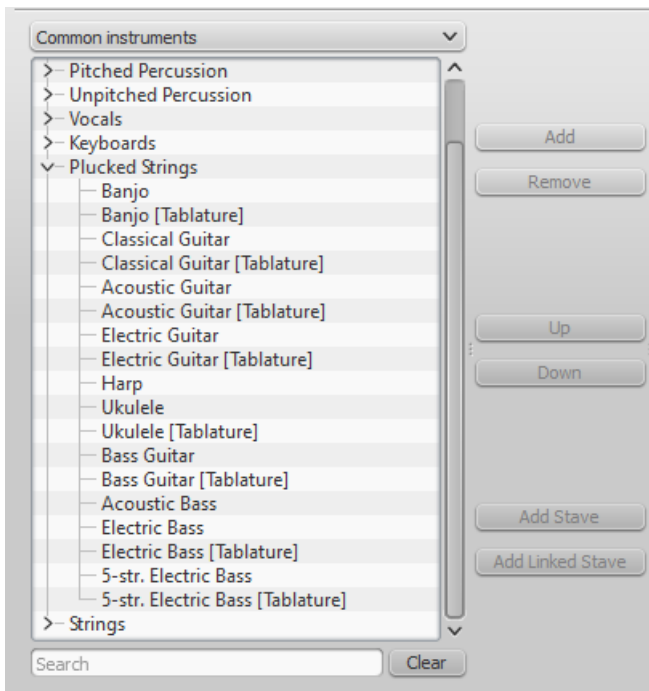 Common instruments
Pitched Percussion
Unpitched Percussion
Vocals
Keyboards
Plucked Strings
Banjo
Banjo [Tablature]
Classical Guitar
Classical Guitar [Tablature]
Acoustic Guitar
Acoustic Guitar [Tablature]
Electric Guitar
Electric Guitar [Tablature]
Harp
Ukulele
Ukulele [Tablature]
Bass Guitar
Bass Guitar [Tablature]
Acoustic Bass
Electric Bass
Electric Bass [Tablature]
5-str. Electric Bass
5-str. Electric Bass [Tablature]
Strings
Search
Clear
Add
Remove
Up
Down
Add Stave
Add Linked Stave